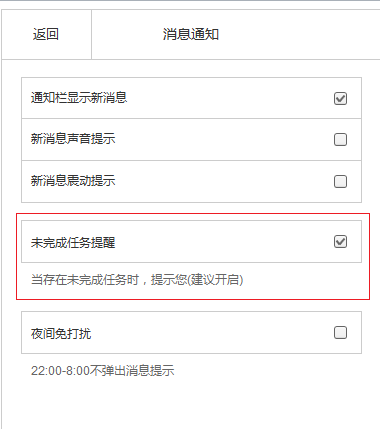 返回 消息通知
通知栏显示新消息
新消息声音提示
新消息震动提示
未完成任务提醒
当存在未完成任务时，提示您(建议开启)
夜间免打扰
22:00-8:00不弹出消息提示